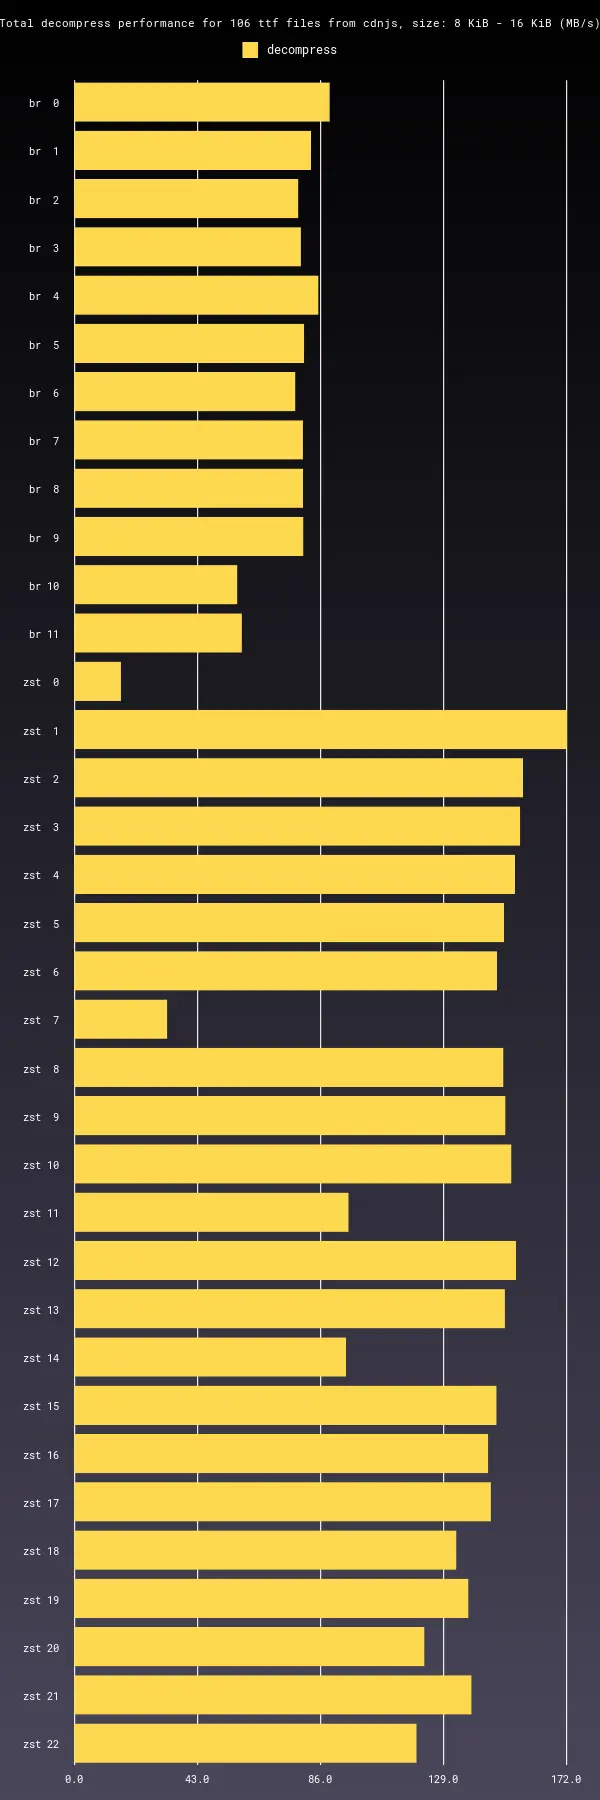 Total decompress performance for 106 ttf files from cdnjs, size: 8 KiB - 16 KiB (MB/s)
decompress
br  0
br  1
br  2
br  3
br  4
br  5
br  6
br  7
br  8
br  9
br 10
br 11
zst  0
zst  1
zst  2
zst  3
zst  4
zst  5
zst  6
zst  7
zst  8
zst  9
zst 10
zst 11
zst 12
zst 13
zst 14
zst 15
zst 16
zst 17
zst 18
zst 19
zst 20
zst 21
zst 22
0.0 43.0 86.0 129.0 172.0